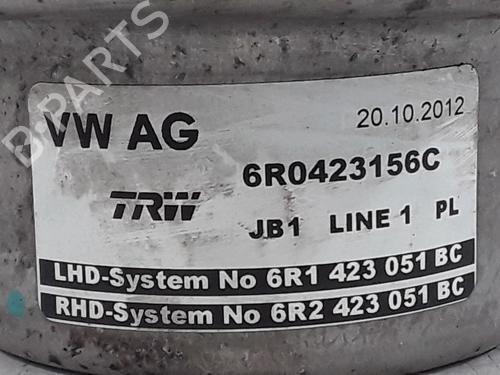 B-PARTS
VW AG
20.10.2012
6R0423156C
TRW
JB1 LINE 1 PL
LHD-System No 6R1 423 051 BC
RHD-System No 6R2 423 051 BC